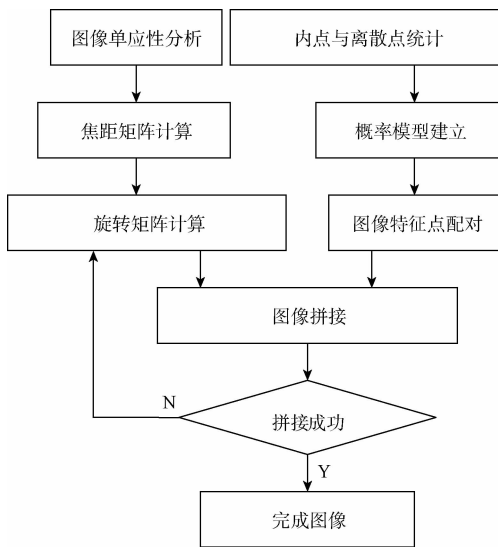 图像单应性分析
内点与离散点统计
焦距矩阵计算
概率模型建立
旋转矩阵计算
图像特征点配对
图像拼接
N
拼接成功
Y
完成图像